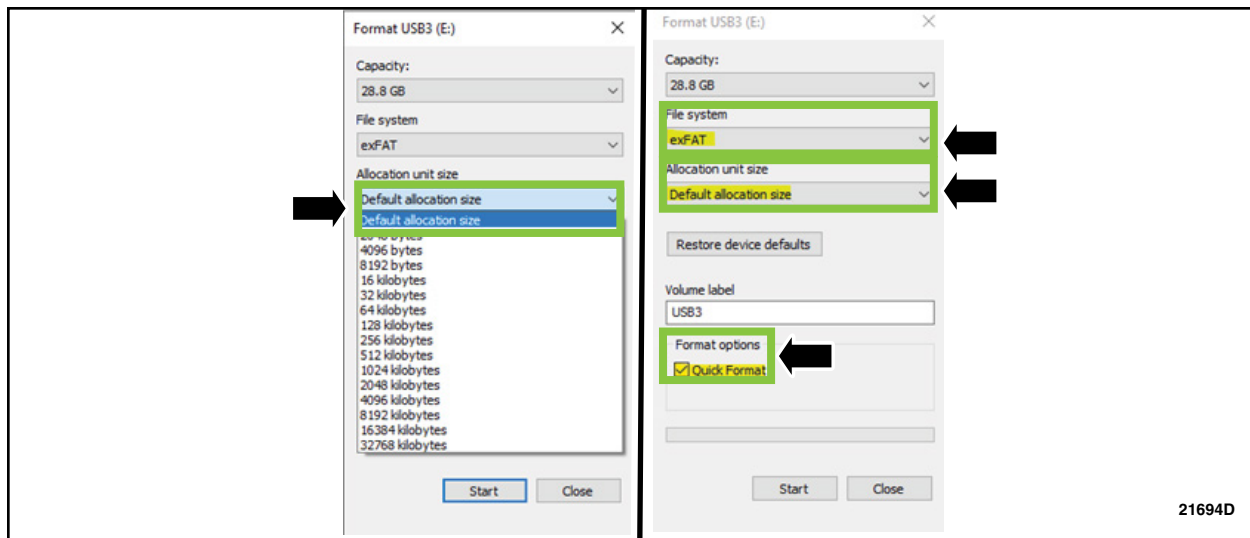 Format USB3 (E:)
Capacity:
28.8 GB
File system
exFAT
Allocation unit size
Default allocation size
Default allocation size
2048 bytes
4096 bytes
8192 bytes
16 kilobytes
32 kilobytes
64 kilobytes
128 kilobytes
256 kilobytes
512 kilobytes
1024 kilobytes
2048 kilobytes
4096 kilobytes
8192 kilobytes
16384 kilobytes
32768 kilobytes
Start
Close
Format USB3 (E:)
Capacity:
28.8 GB
File system
exFAT
Allocation unit size
Default allocation size
Restore device defaults
Volume label
USB3
Format options
Quick Format
Start
Close
21694D